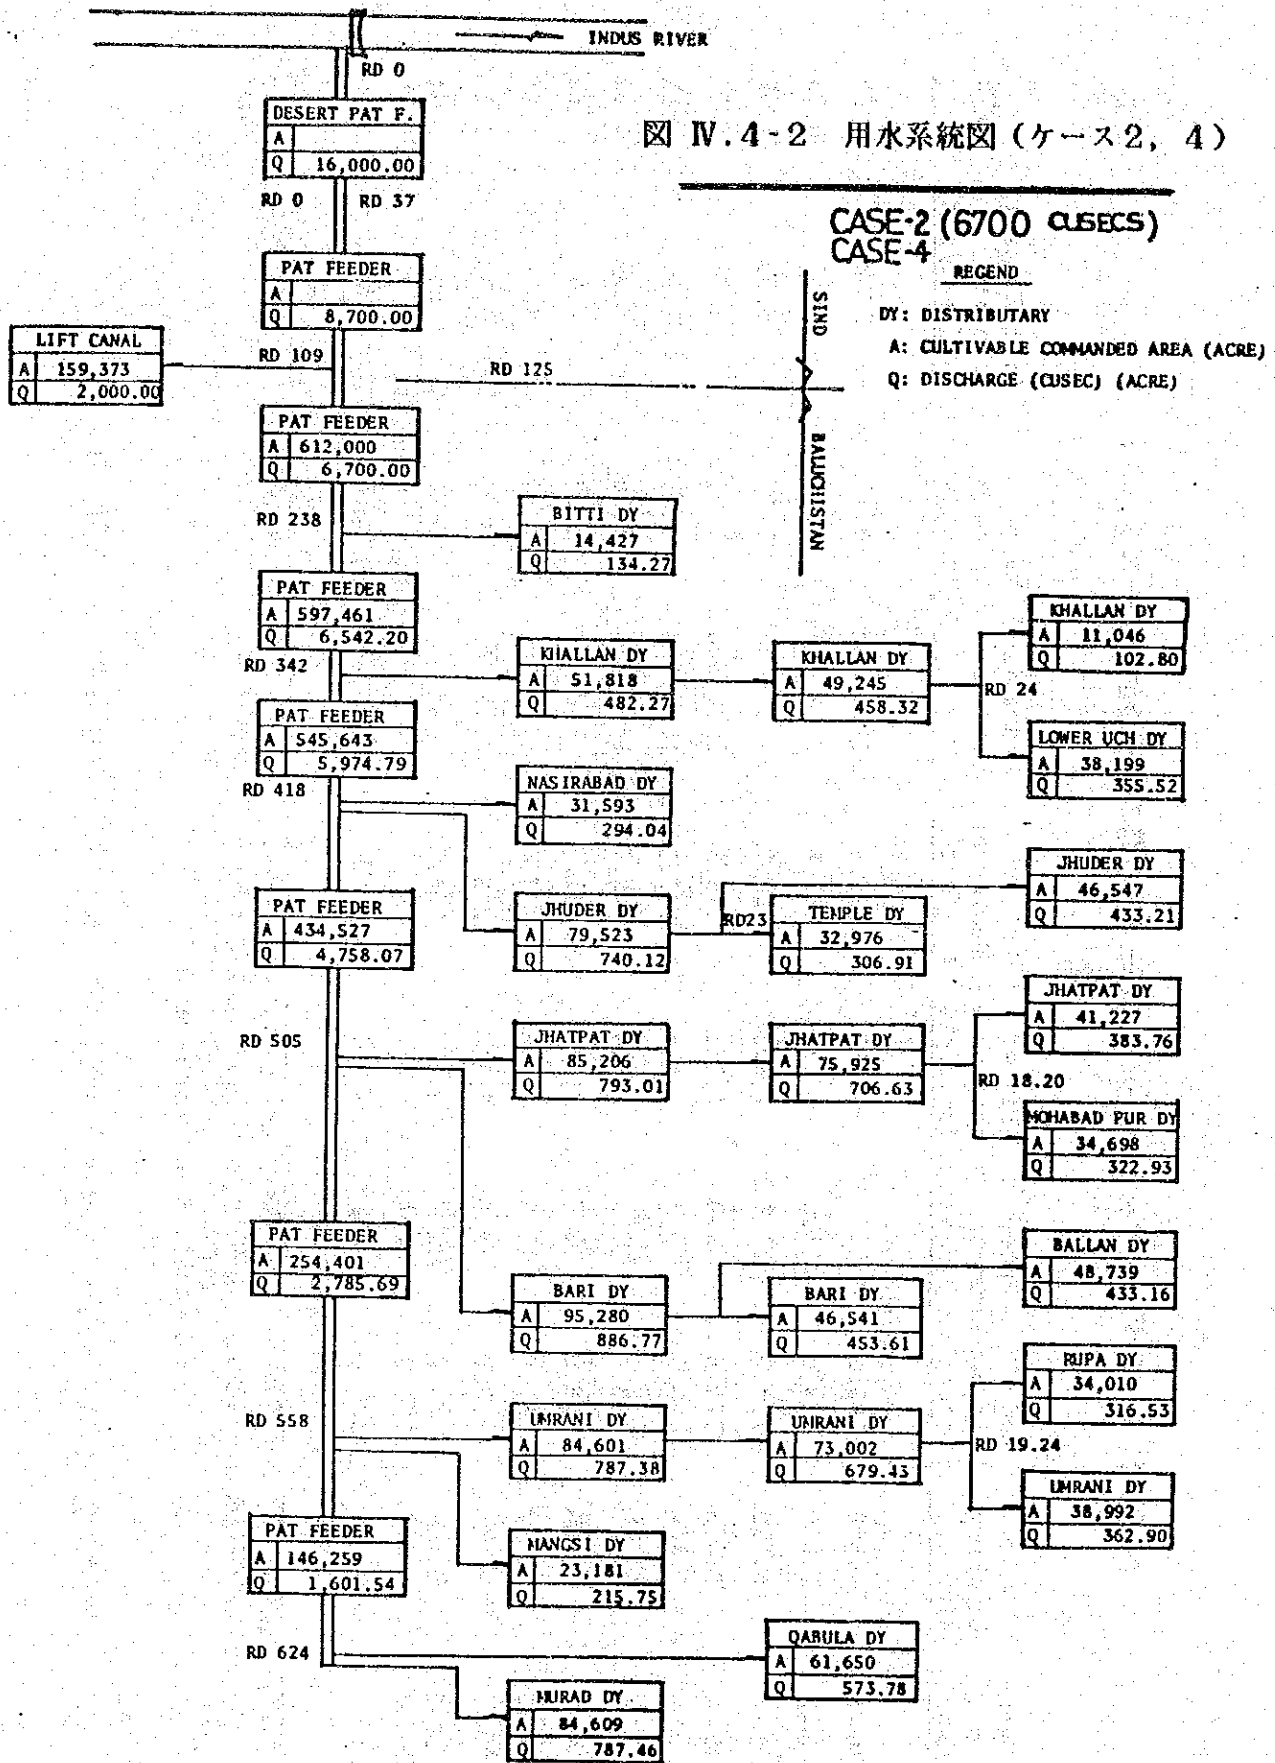 INDUS RIVER
RD 0
DESERT PAT F.
A
Q 16,000.00
図 Ⅳ.4-2 用水系統図 (ケース2, 4)
RD 0 RD 37
CASE-2 (6700 CUSECS)
CASE-4
REGEND
DY: DISTRIBUTARY
A: CULTIVABLE COMMANDED AREA (ACRE)
Q: DISCHARGE (CUSEC) (ACRE)
SIND
BALUCHISTAN
PAT FEEDER
A
Q 8,700.00
LIFT CANAL
A 159,373
Q 2,000.00
RD 109
RD 125
PAT FEEDER
A 612,000
Q 6,700.00
RD 238
BITTI DY
A 14,427
Q 134.27
PAT FEEDER
A 597,461
Q 6,542.20
RD 342
KHALLAN DY
A 51,818
Q 482.27
KHALLAN DY
A 49,245
Q 458.32
KHALLAN DY
A 11,046
Q 102.80
RD 24
LOWER UCH DY
A 38,199
Q 355.52
PAT FEEDER
A 545,643
Q 5,974.79
RD 418
NASIRABAD DY
A 31,593
Q 294.04
JHUDER DY
A 79,523
Q 740.12
RD23
TEMPLE DY
A 32,976
Q 306.91
JHUDER DY
A 46,547
Q 433.21
PAT FEEDER
A 434,527
Q 4,758.07
RD 505
JHATPAT DY
A 85,206
Q 793.01
JHATPAT DY
A 75,925
Q 706.63
JHATPAT DY
A 41,227
Q 383.76
RD 18.20
MOHABAD PUR DY
A 34,698
Q 322.93
PAT FEEDER
A 254,401
Q 2,785.69
BARI DY
A 95,280
Q 886.77
BARI DY
A 46,541
Q 453.61
BALLAN DY
A 48,739
Q 433.16
RD 558
UMRANI DY
A 84,601
Q 787.38
UMRANI DY
A 73,002
Q 679.43
RUPA DY
A 34,010
Q 316.53
RD 19.24
UMRANI DY
A 38,992
Q 362.90
PAT FEEDER
A 146,259
Q 1,601.54
MANGSI DY
A 23,181
Q 215.75
RD 624
QABULA DY
A 61,650
Q 573.78
MURAD DY
A 84,609
Q 787.46